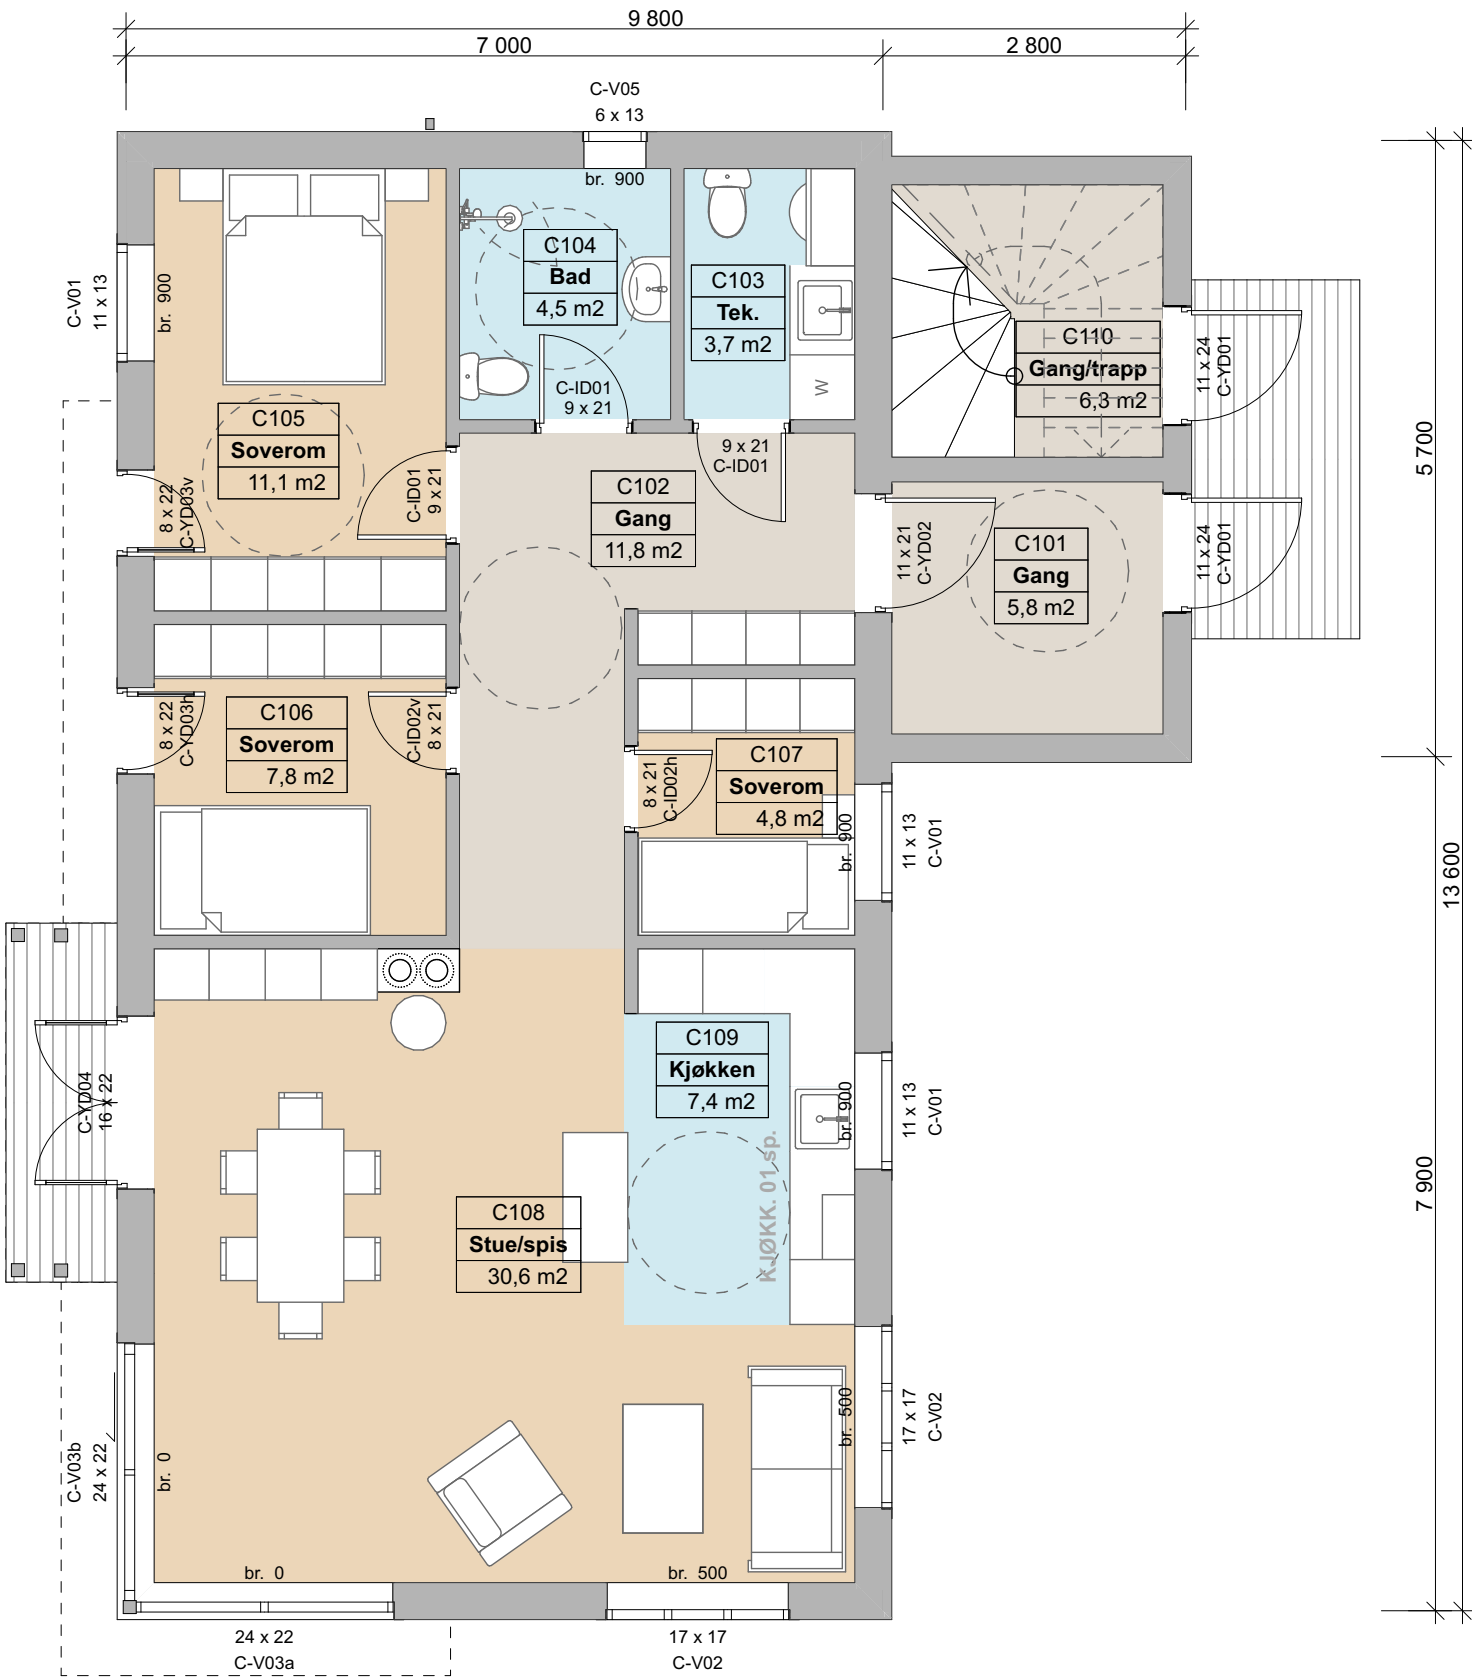 9 800
7 000
2 800
C-V05
6 x 13
br. 900
C-V01
11 x 13
br. 900
C104
Bad
4,5 m2
C103
Tek.
3,7 m2
C110
Gang/trapp
6,3 m2
11 x 24
C-YD01
W
C-ID01
9 x 21
C105
Soverom
11,1 m2
C-ID01
9 x 21
9 x 21
C-ID01
8 x 22
C-YD03v
C102
Gang
11,8 m2
11 x 21
C-YD02
C101
Gang
5,8 m2
11 x 24
C-YD01
5 700
8 x 22
C-YD03h
C106
Soverom
7,8 m2
C-ID02v
8 x 21
8 x 21
C-ID02h
C107
Soverom
4,8 m2
br. 900
11 x 13
C-V01
13 600
C-YD04
16 x 22
C109
Kjøkken
7,4 m2
br. 900
11 x 13
C-V01
KJØKK. 01 sp.
7 900
C108
Stue/spis
30,6 m2
C-V03b
24 x 22
br. 0
br. 500
17 x 17
C-V02
br. 0
br. 500
24 x 22
C-V03a
17 x 17
C-V02